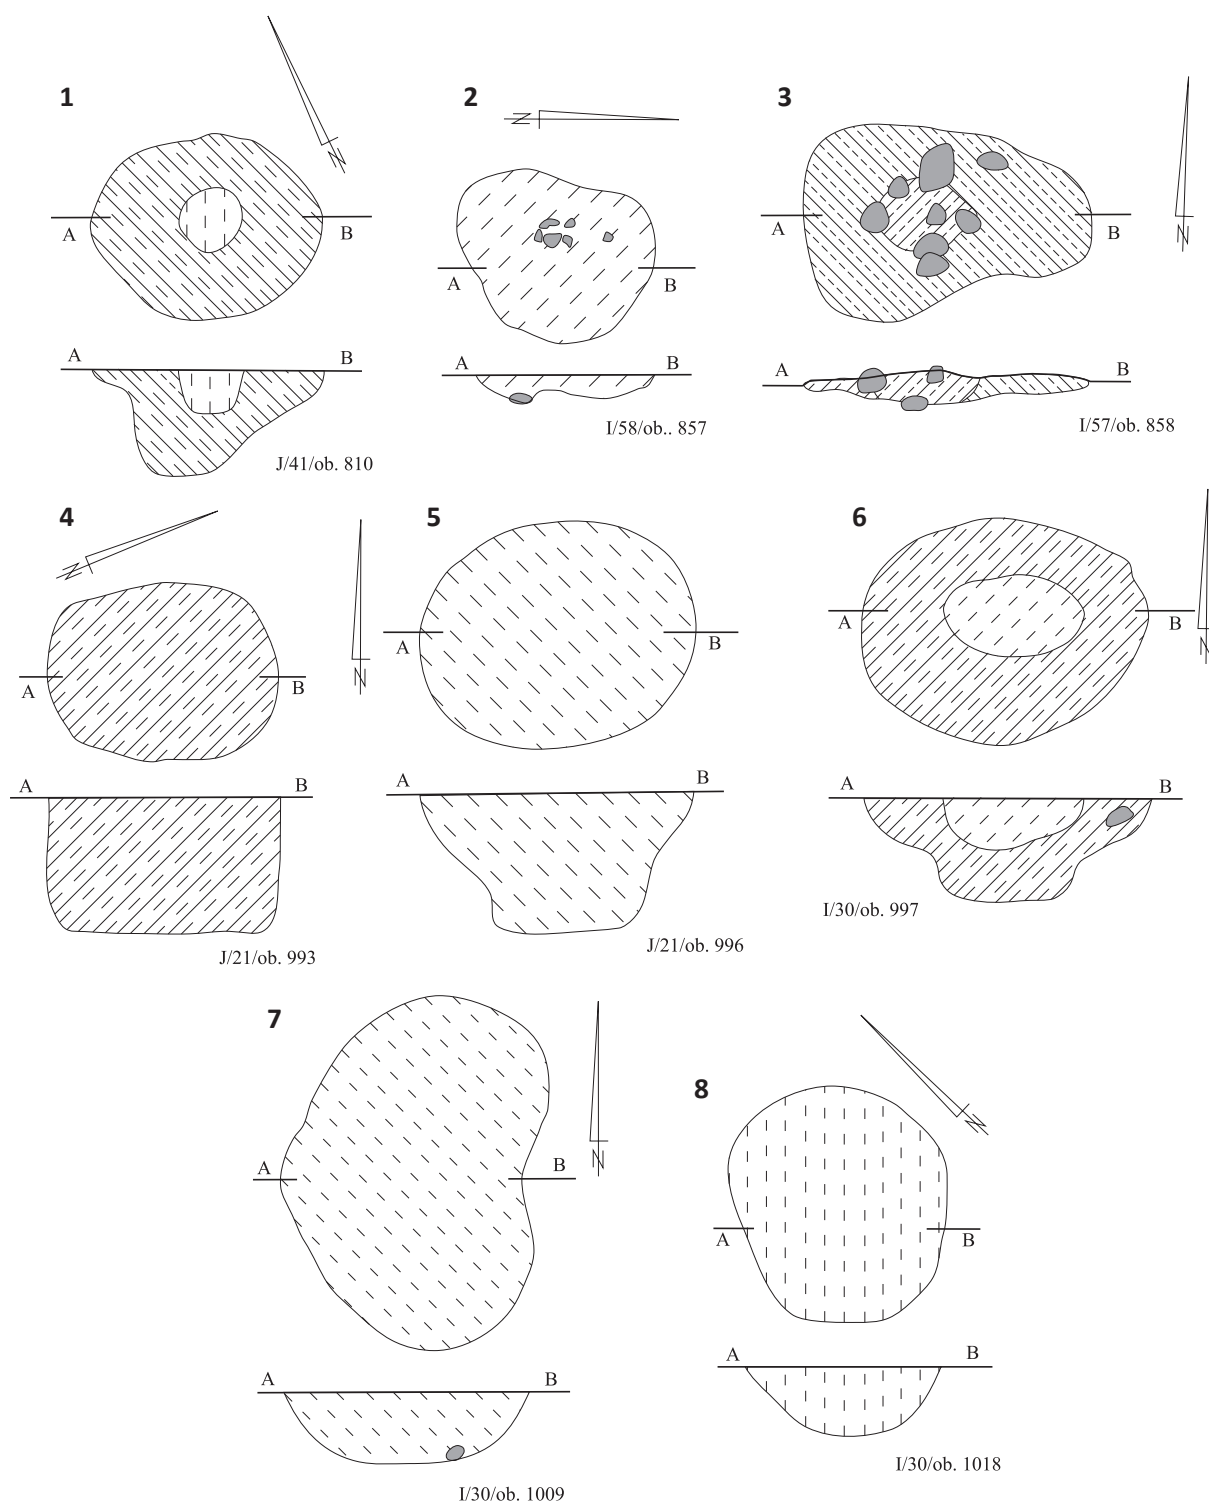 1
N
A
B
A
B
J/41/ob. 810
2
N
A
B
A
B
I/58/ob.. 857
3
N
A
B
A
B
I/57/ob. 858
4
N
A
B
A
B
J/21/ob. 993
5
N
A
B
A
B
J/21/ob. 996
6
N
A
B
A
B
I/30/ob. 997
7
N
A
B
A
B
I/30/ob. 1009
8
N
A
B
A
B
I/30/ob. 1018